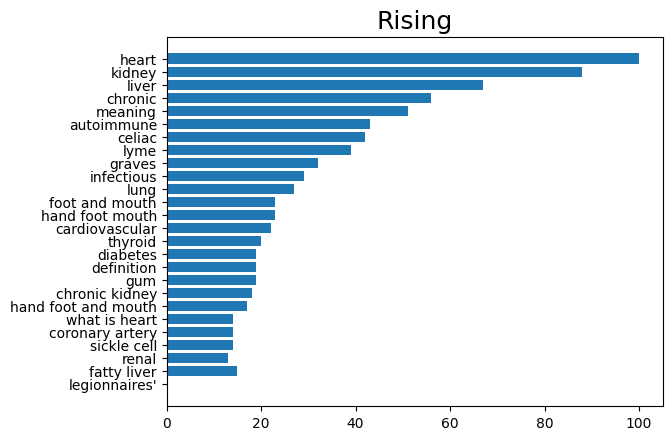 Rising
heart
kidney
liver
chronic
meaning
autoimmune
celiac
lyme
graves
infectious
lung
foot and mouth
hand foot mouth
cardiovascular
thyroid
diabetes
definition
gum
chronic kidney
hand foot and mouth
what is heart
coronary artery
sickle cell
renal
fatty liver
legionnaires'
0 20 40 60 80 100